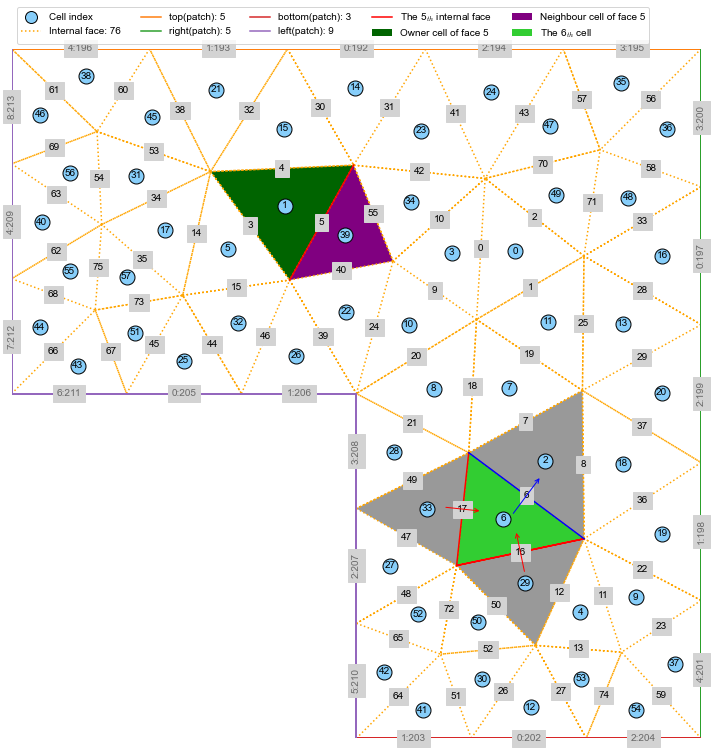 Cell index
top(patch): 5
bottom(patch): 3
The 5th internal face
Neighbour cell of face 5
Internal face: 76
right(patch): 5
left(patch): 9
Owner cell of face 5
The 6th cell
4:196 1:193 0:192 2:194 3:195
38 35
61 60 21 14 24 57 56
8:213 46 45 38 32 30 31 41 43 47 36 3:200
15 23
69 53 42 70 58
56 54 31 4
63 34 1 34 49 48 71
4:209 40 17 14 3 5 55 10 2 33
62 5 39 3 0 0 16 0:197
55 75 35 57 40
68 73 15 9 1 28
44 51 32 22 10 11 25 13
7:212 66 67 45 44 46 39 24 20 19 29
43 25 26
6:211 0:205 1:206 8 18 7 20 2:199
21 7 37
3:208 28 2 8 18
49
33 17 6 36
6
47 16 19 1:198
2:207 27 29 22
48 72 50 12 11 9
52 50 4 23
65 52 13
5:210 42 30 53 37 4:201
64 51 26 27 74 59
41 12 54
1:203 0:202 2:204